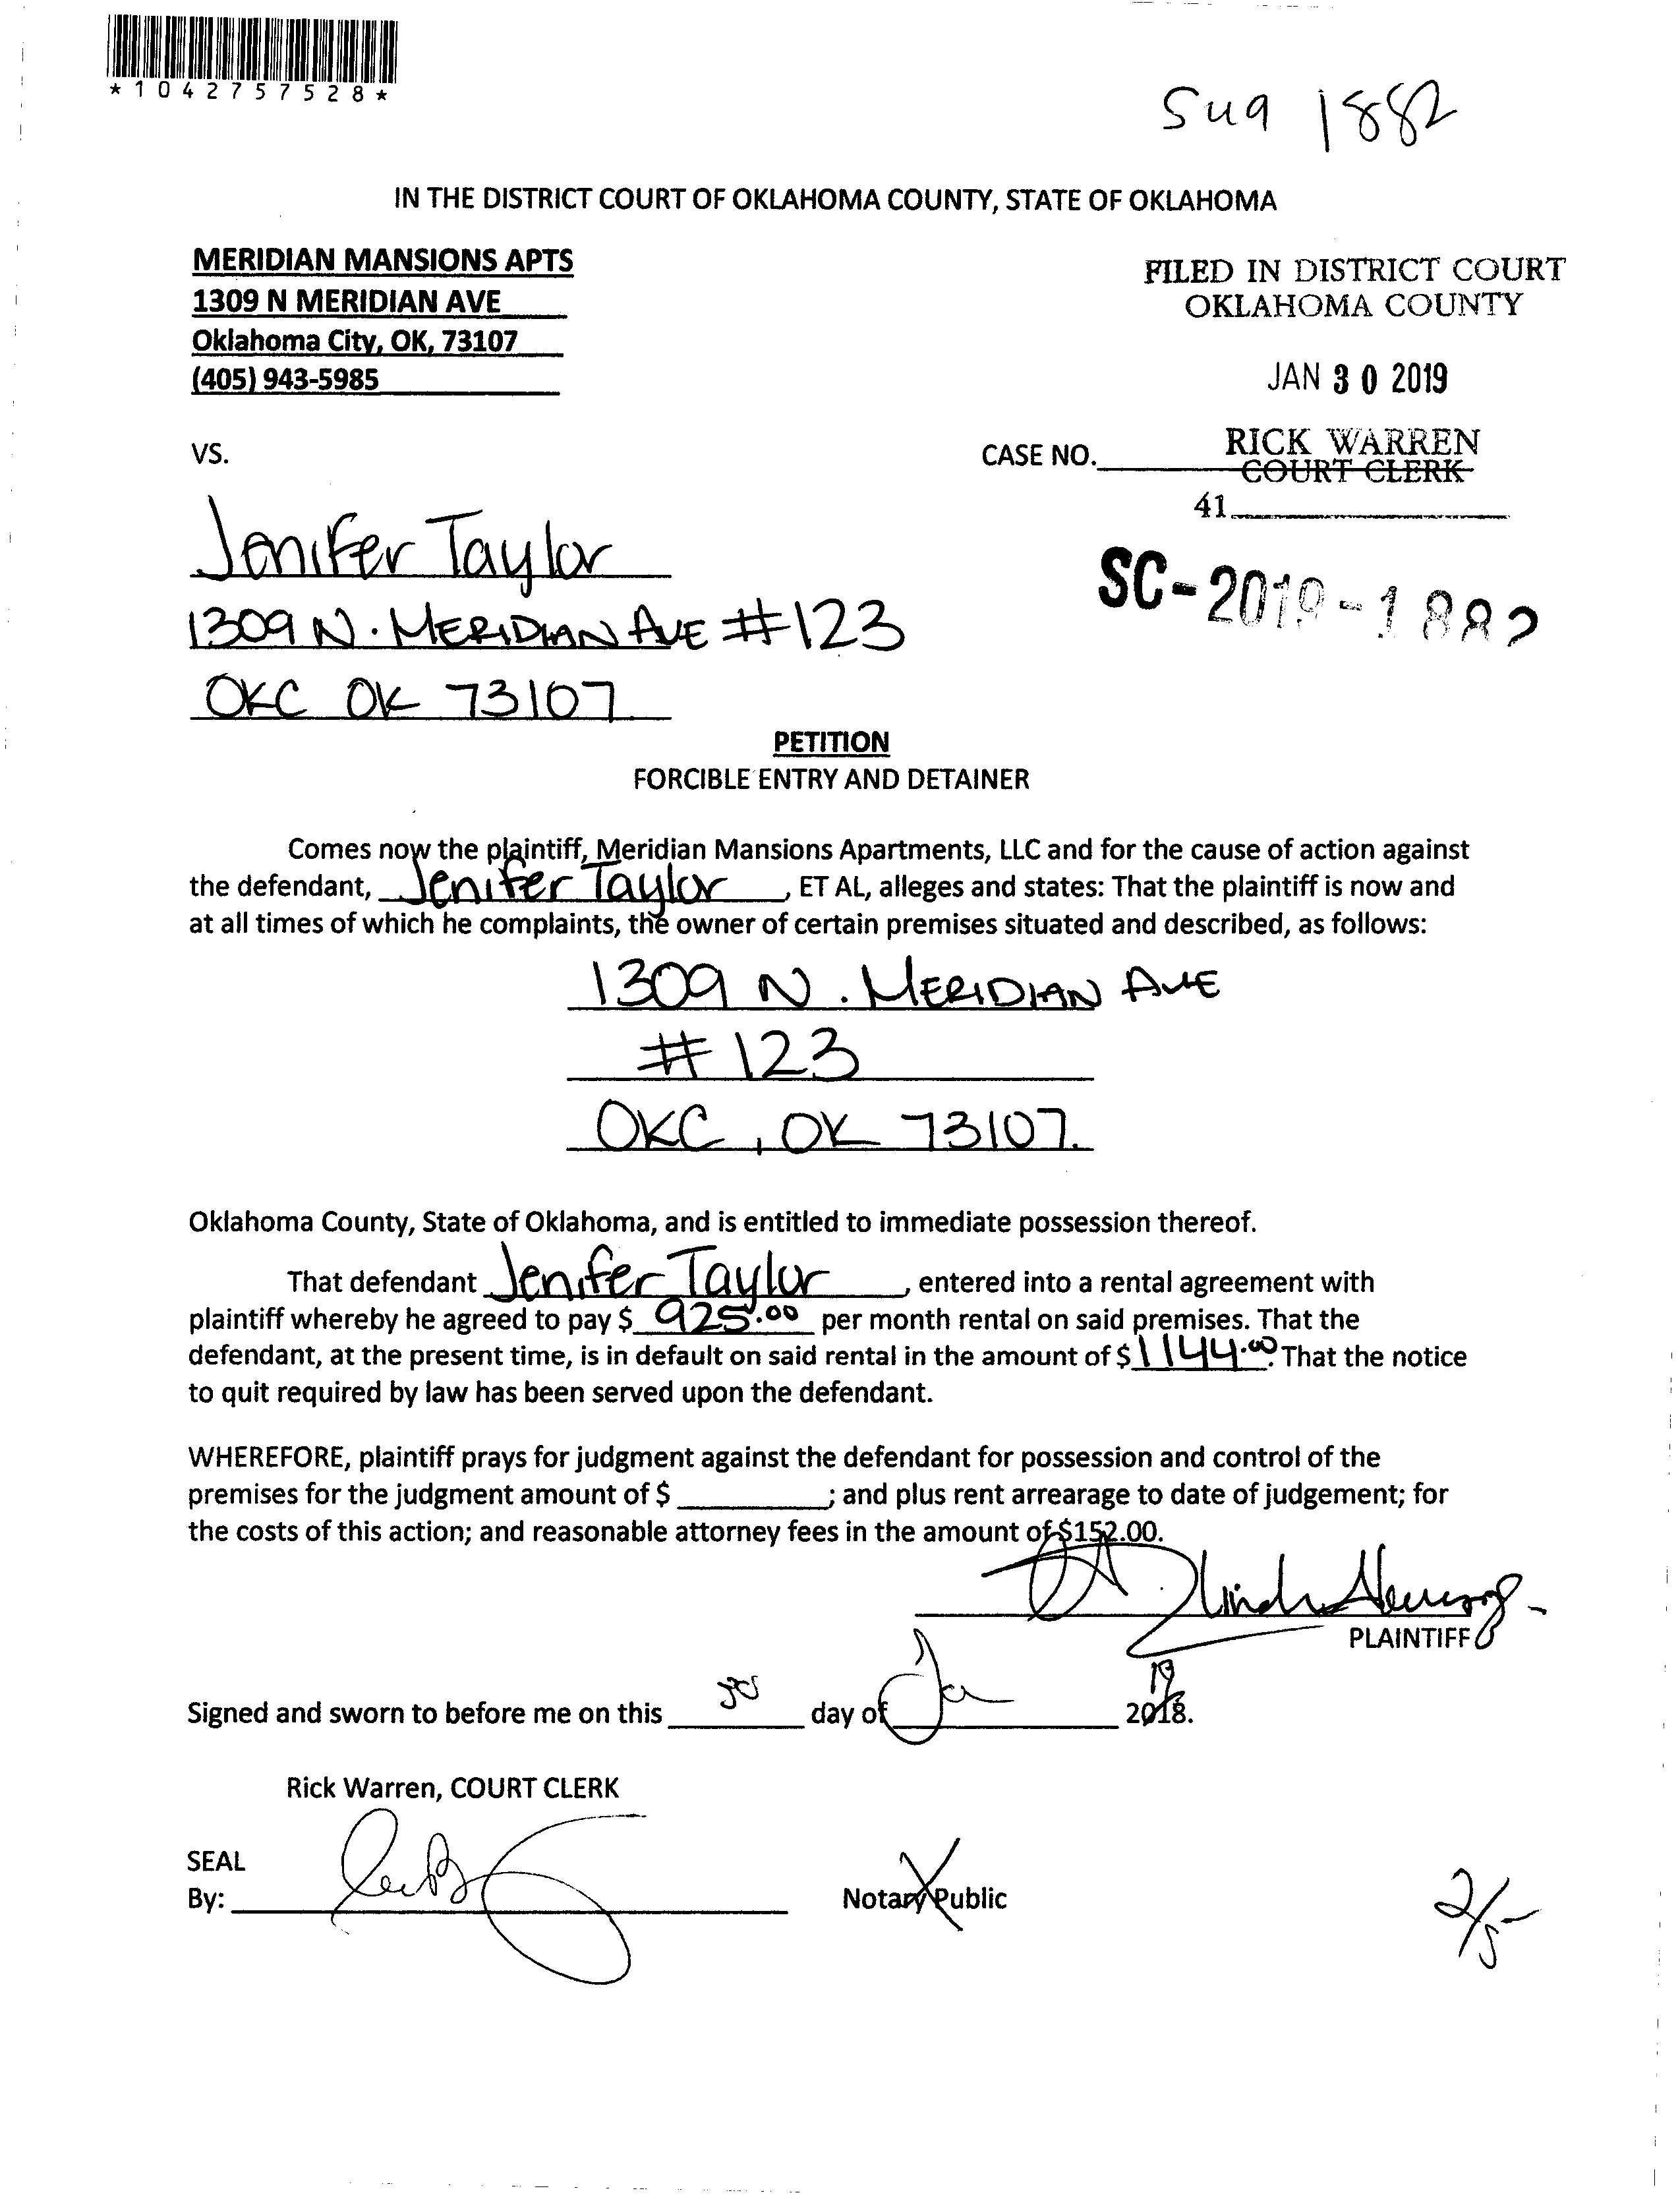 *1042757528*
1882
IN THE DISTRICT COURT OF OKLAHOMA COUNTY, STATE OF OKLAHOMA
MERIDIAN MANSIONS APTS
1309 N MERIDIAN AVE
Oklahoma City, OK, 73107
(405) 943-5985
FILED IN DISTRICT COURT
OKLAHOMA COUNTY
JAN 30 2019
VS.
CASE NO.
RICK WARREN
COURT CLERK
41
Jenifer Taylor
SC-2019-1882
1309 N. MERIDIAN AVE #123
OKC OK 73107
PETITION
FORCIBLE ENTRY AND DETAINER
Comes now the plaintiff, Meridian Mansions Apartments, LLC and for the cause of action against
the defendant, Jenifer Taylor, ET AL, alleges and states: That the plaintiff is now and
at all times of which he complaints, the owner of certain premises situated and described, as follows:
1309 N. MERIDIAN AVE
#123
OKC, OK 73107.
Oklahoma County, State of Oklahoma, and is entitled to immediate possession thereof.
That defendant Jenifer Taylor, entered into a rental agreement with
plaintiff whereby he agreed to pay $ 925.00 per month rental on said premises. That the
defendant, at the present time, is in default on said rental in the amount of $1144.00. That the notice
to quit required by law has been served upon the defendant.
WHEREFORE, plaintiff prays for judgment against the defendant for possession and control of the
premises for the judgment amount of $ ; and plus rent arrearage to date of judgement; for
the costs of this action; and reasonable attorney fees in the amount of $152.00.
PLAINTIFF
Signed and sworn to before me on this 30 day of Ja 2018. 19
Rick Warren, COURT CLERK
SEAL
By:
Notary Public
2/5